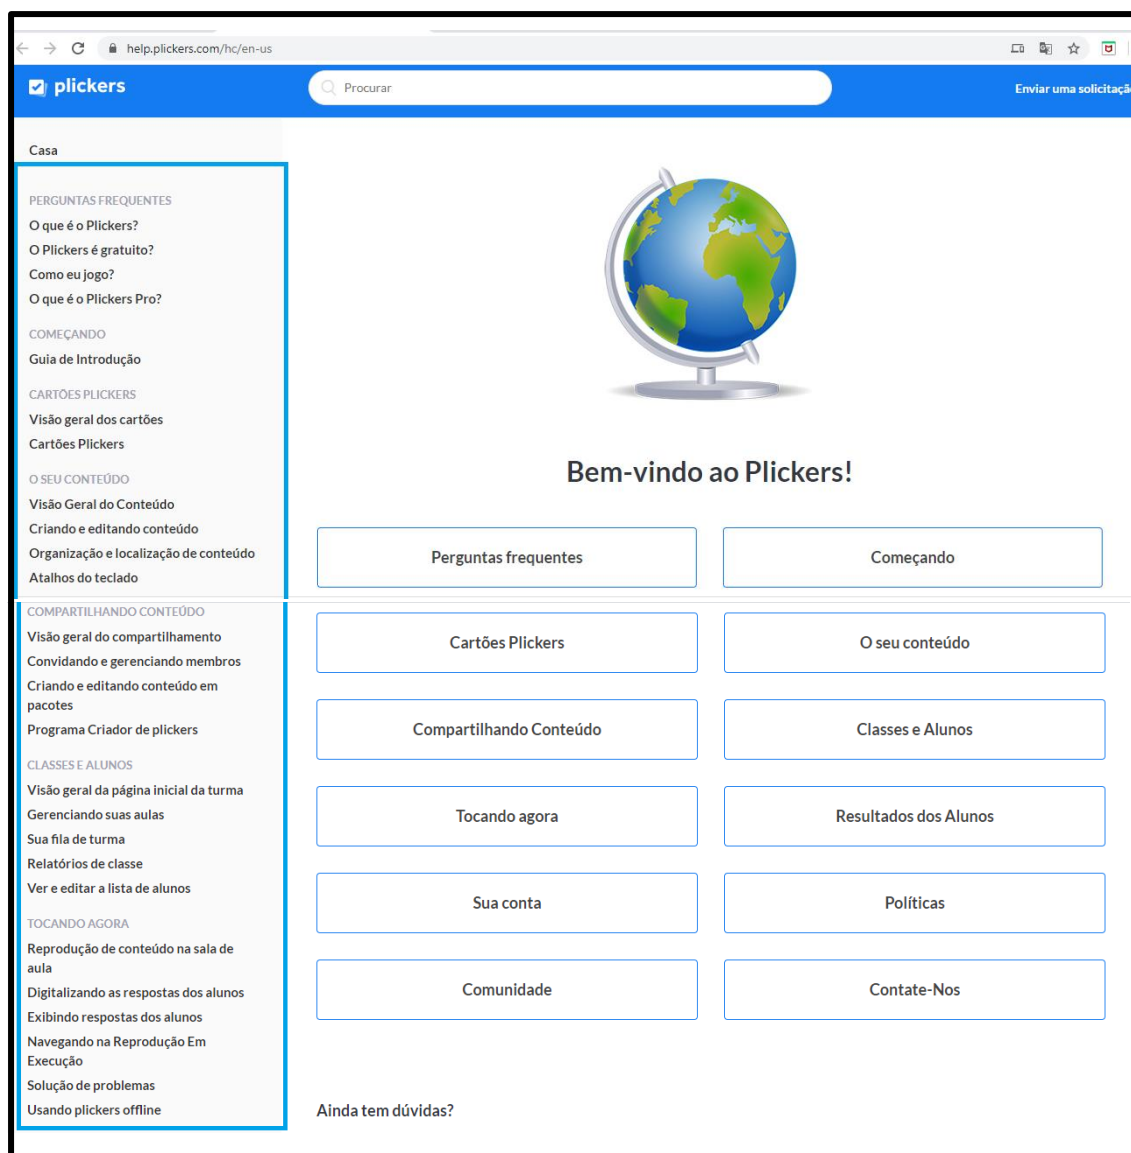 help.plickers.com/hc/en-us
plickers
Procurar
Enviar uma solicitaçã
Casa
PERGUNTAS FREQUENTES
O que é o Plickers?
O Plickers é gratuito?
Como eu jogo?
O que é o Plickers Pro?
COMEÇANDO
Guia de Introdução
CARTÕES PLICKERS
Visão geral dos cartões
Cartões Plickers
O SEU CONTEÚDO
Visão Geral do Conteúdo
Criando e editando conteúdo
Organização e localização de conteúdo
Atalhos do teclado
COMPARTILHANDO CONTEÚDO
Visão geral do compartilhamento
Convidando e gerenciando membros
Criando e editando conteúdo em
pacotes
Programa Criador de plickers
CLASSES E ALUNOS
Visão geral da página inicial da turma
Gerenciando suas aulas
Sua fila de turma
Relatórios de classe
Ver e editar a lista de alunos
TOCANDO AGORA
Reprodução de conteúdo na sala de
aula
Digitalizando as respostas dos alunos
Exibindo respostas dos alunos
Navegando na Reprodução Em
Execução
Solução de problemas
Usando plickers offline
Bem-vindo ao Plickers!
Perguntas frequentes
Começando
Cartões Plickers
O seu conteúdo
Compartilhando Conteúdo
Classes e Alunos
Tocando agora
Resultados dos Alunos
Sua conta
Políticas
Comunidade
Contate-Nos
Ainda tem dúvidas?